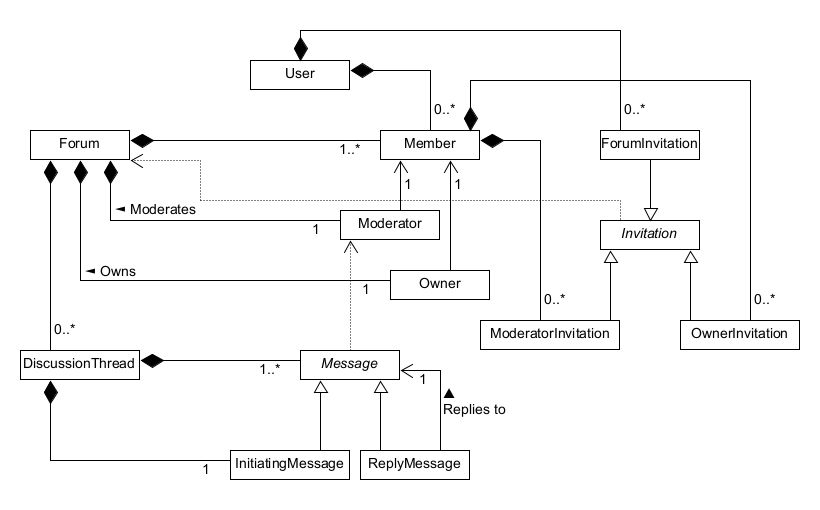 User
0..*
0..*
Forum
1..*
Member
ForumInvitation
1
1
◄ Moderates
1
Moderator
Invitation
◄ Owns
1
Owner
0..*
0..*
0..*
ModeratorInvitation
OwnerInvitation
DiscussionThread
1..*
Message
1
▲
Replies to
1
InitiatingMessage
ReplyMessage